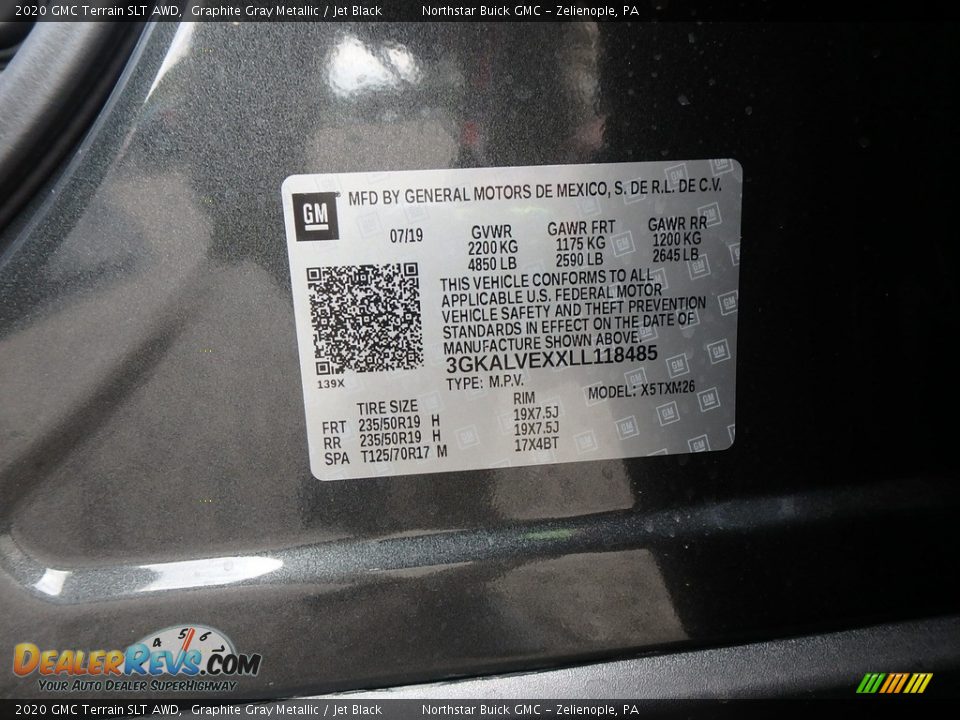 2020 GMC Terrain SLT AWD, Graphite Gray Metallic / Jet Black Northstar Buick GMC - Zelienople, PA
GM MFD BY GENERAL MOTORS DE MEXICO, S. DE R.L. DE C.V.
07/19 GVWR GAWR FRT GAWR RR
2200 KG 1175 KG 1200 KG
4850 LB 2590 LB 2645 LB
THIS VEHICLE CONFORMS TO ALL
APPLICABLE U.S. FEDERAL MOTOR
VEHICLE SAFETY AND THEFT PREVENTION
STANDARDS IN EFFECT ON THE DATE OF
MANUFACTURE SHOWN ABOVE.
3GKALVEXXLL118485
139X
TYPE: M.P.V. MODEL: X5TXM26
TIRE SIZE RIM
FRT 235/50R19 H 19X7.5J
RR 235/50R19 H 19X7.5J
SPA T125/70R17 M 17X4BT
4 5 6
DEALERREVS.COM
YOUR AUTO DEALER SUPERHIGHWAY
2020 GMC Terrain SLT AWD, Graphite Gray Metallic / Jet Black Northstar Buick GMC - Zelienople, PA